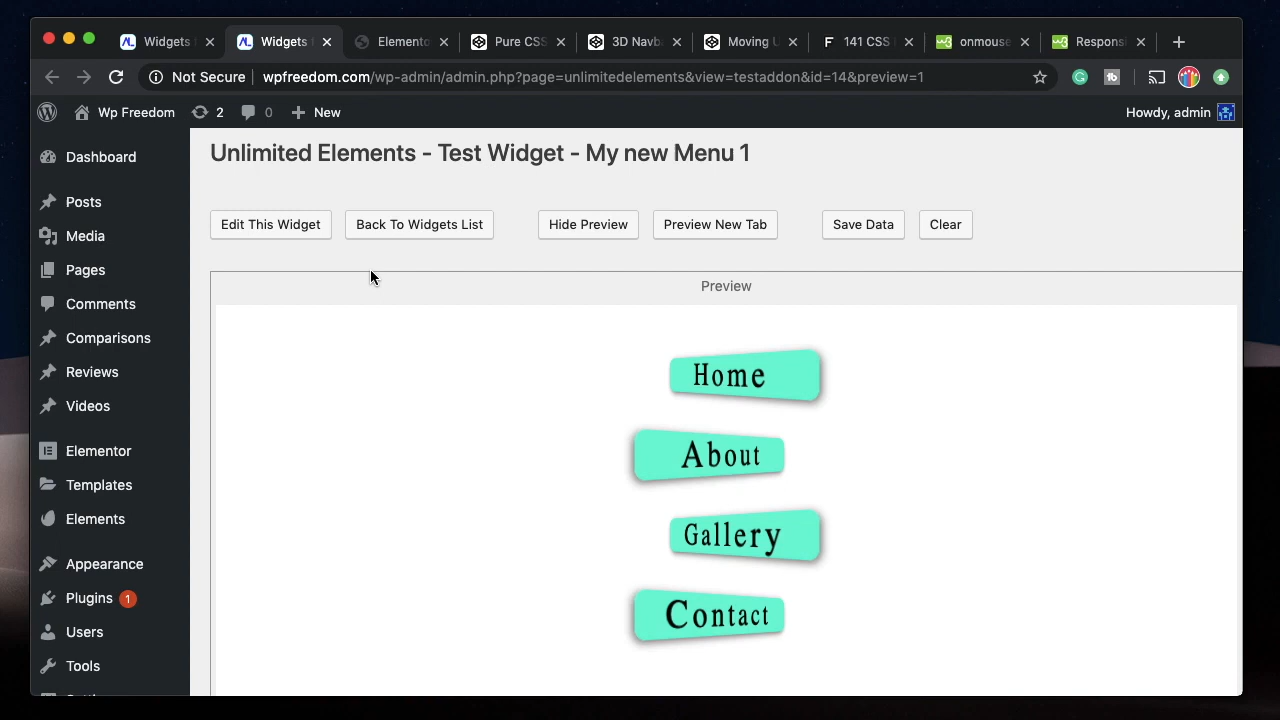 Widgets
Widgets
Elemento
Pure CSS
3D Navba
Moving U
141 CSS
onmouse
Respons
Not Secure
wpfreedom.com/wp-admin/admin.php?page=unlimitedelements&view=testaddon&id=14&preview=1
Wp Freedom
2
0
New
Howdy, admin
Dashboard
Posts
Media
Pages
Comments
Comparisons
Reviews
Videos
Elementor
Templates
Elements
Appearance
Plugins 1
Users
Tools
Unlimited Elements - Test Widget - My new Menu 1
Edit This Widget
Back To Widgets List
Hide Preview
Preview New Tab
Save Data
Clear
Preview
Home
About
Gallery
Contact